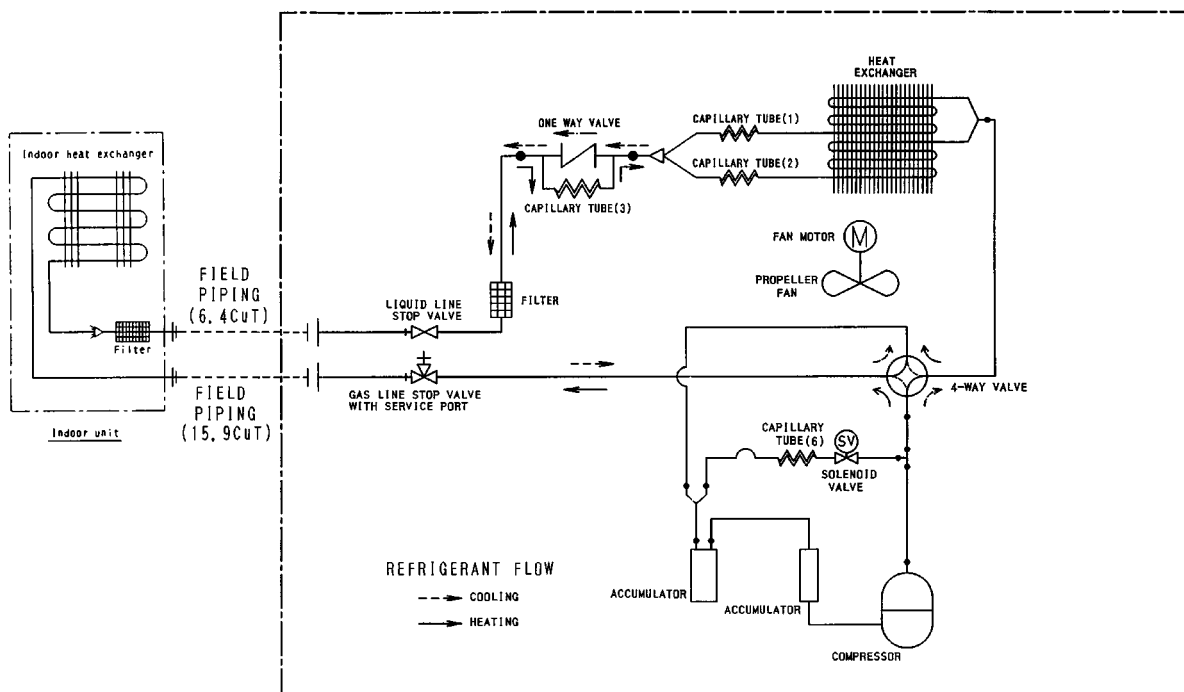 HEAT
EXCHANGER
CAPILLARY TUBE(1)
ONE WAY VALVE
CAPILLARY TUBE(2)
CAPILLARY TUBE(3)
Indoor heat exchanger
FAN MOTOR
M
PROPELLER
FAN
FIELD
PIPING
(6.4CuT)
LIQUID LINE
STOP VALVE
FILTER
Filter
GAS LINE STOP VALVE
WITH SERVICE PORT
4-WAY VALVE
FIELD
PIPING
(15.9CuT)
Indoor unit
CAPILLARY
TUBE(6)
SV
SOLENOID
VALVE
REFRIGERANT FLOW
COOLING
HEATING
ACCUMULATOR
ACCUMULATOR
COMPRESSOR